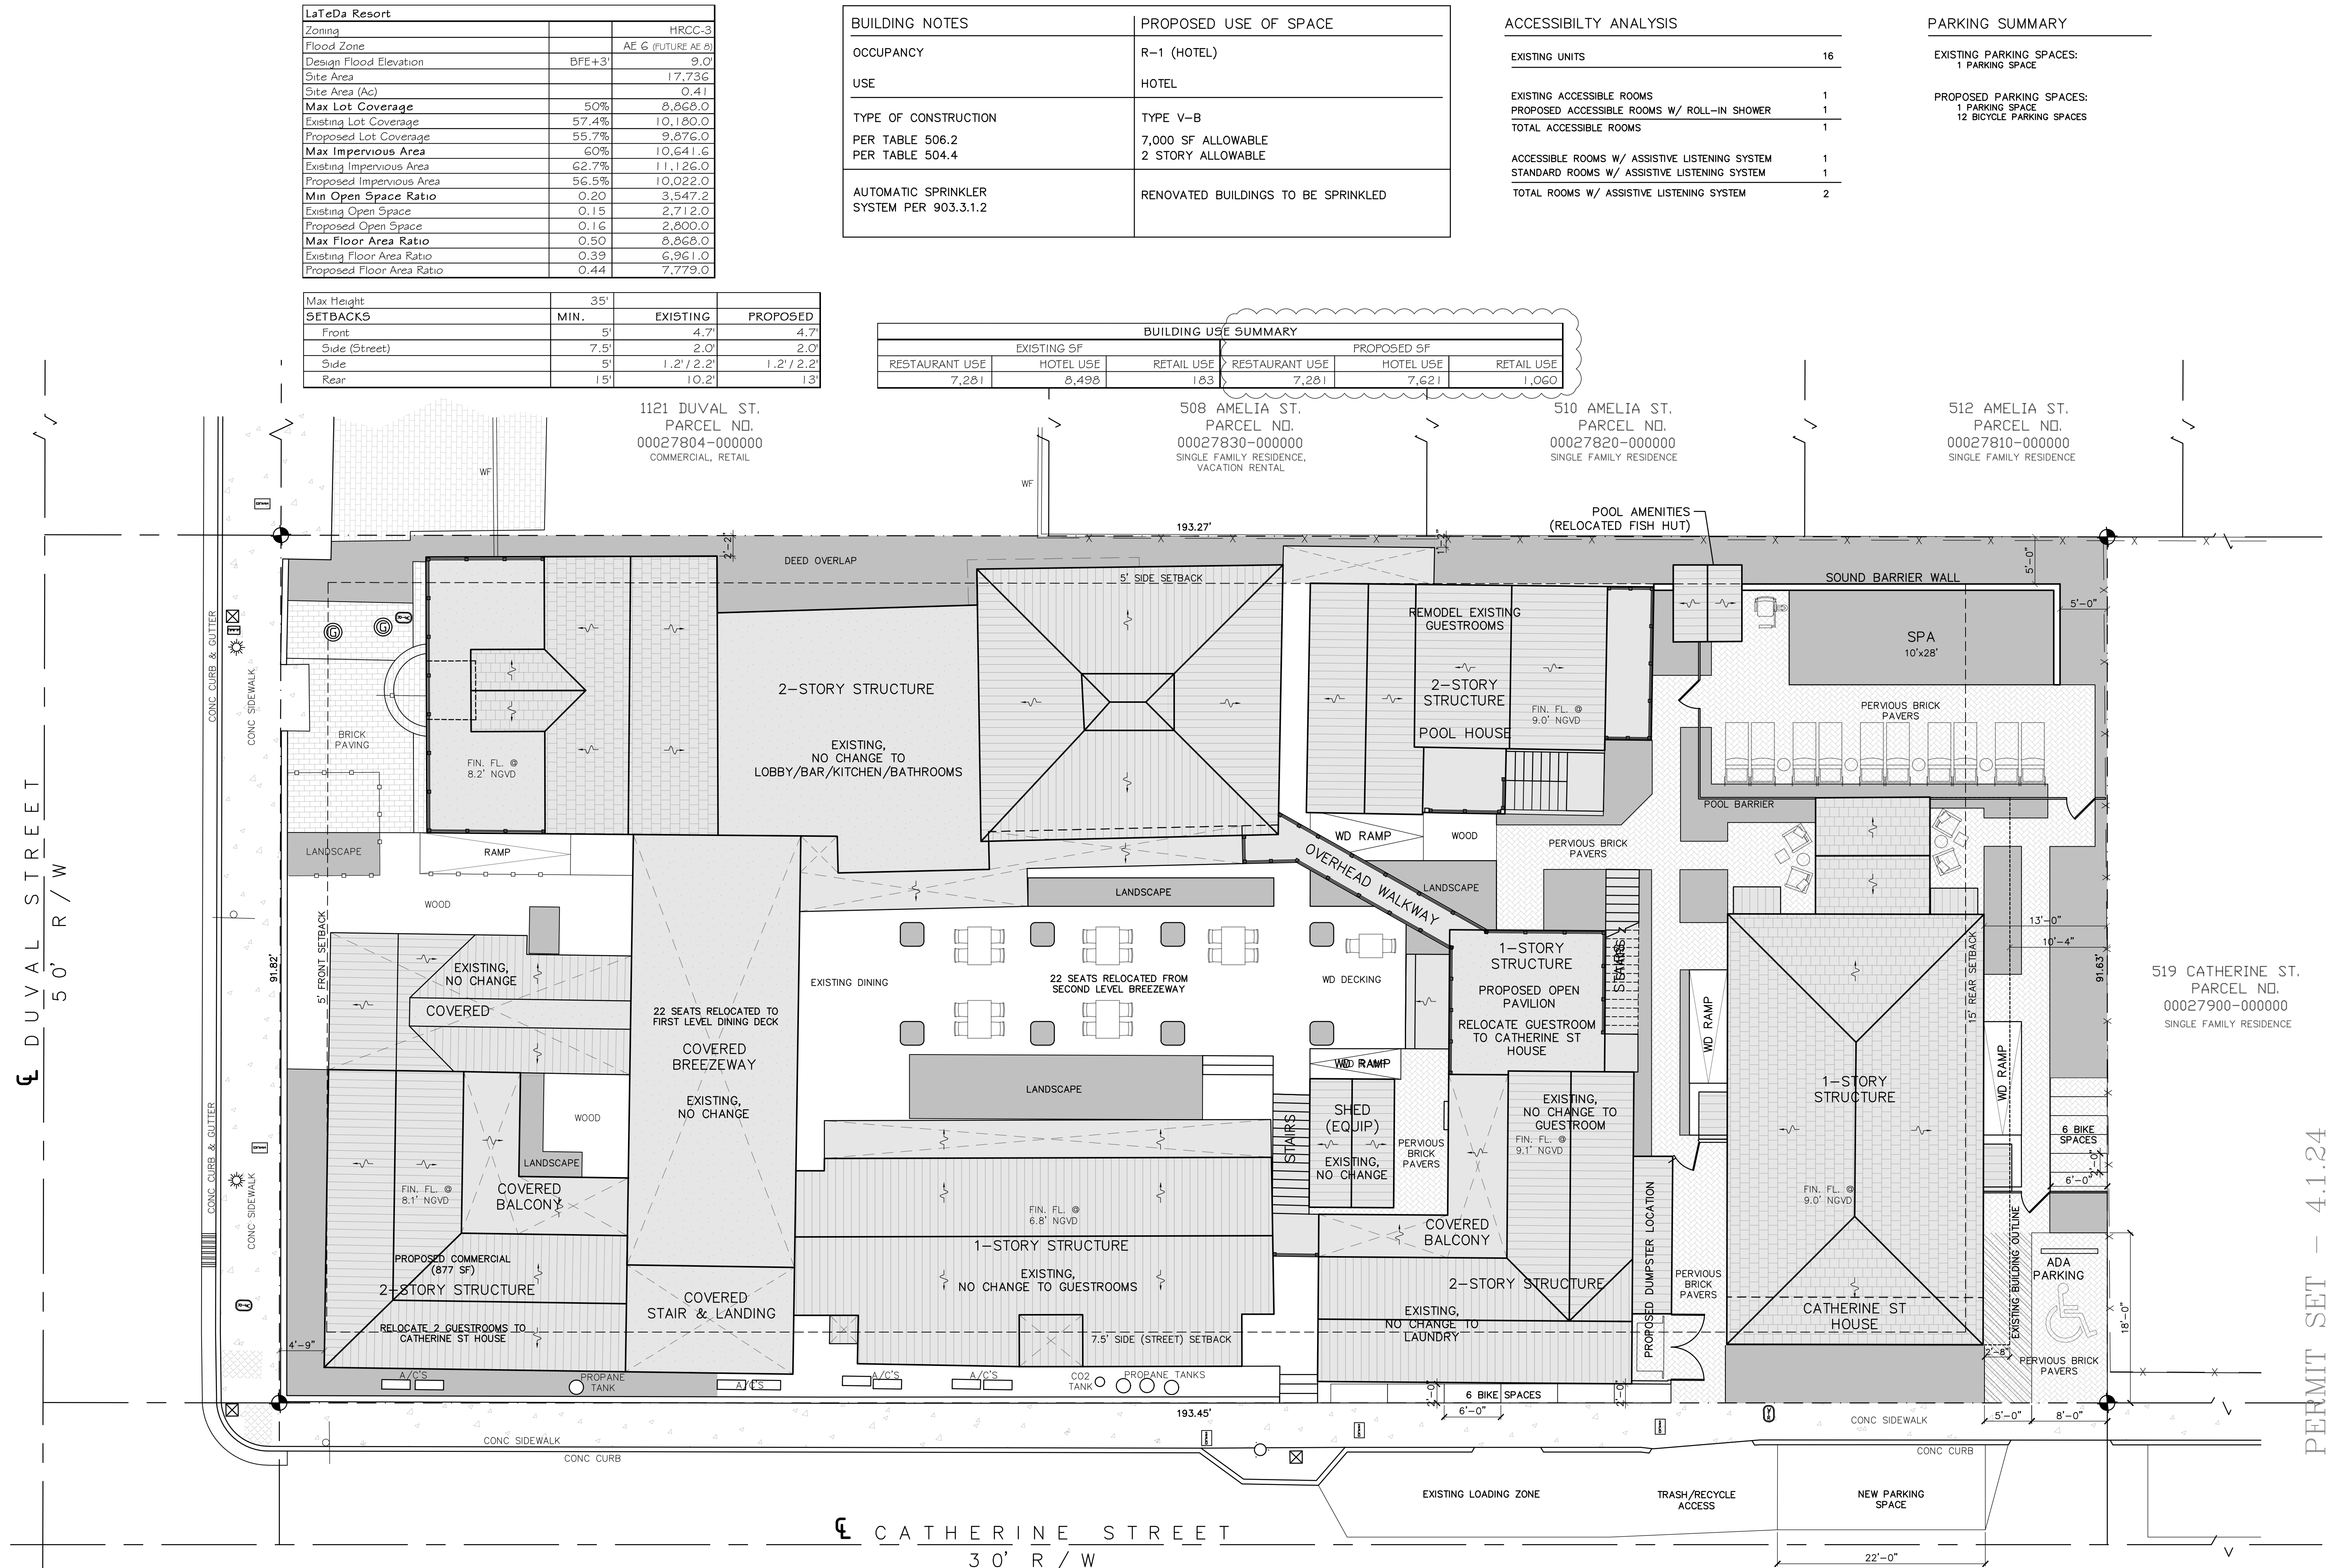 LaTeDa Resort
Zoning HRCC-3
Flood Zone AE 6 (FUTURE AE 8)
Design Flood Elevation BFE+3' 9.0'
Site Area 17,736
Site Area (Ac) 0.41
Max Lot Coverage 50% 8,868.0
Existing Lot Coverage 57.4% 10,180.0
Proposed Lot Coverage 55.7% 9,876.0
Max Impervious Area 60% 10,641.6
Existing Impervious Area 62.7% 11,126.0
Proposed Impervious Area 56.5% 10,022.0
Min Open Space Ratio 0.20 3,547.2
Existing Open Space 0.15 2,712.0
Proposed Open Space 0.16 2,800.0
Max Floor Area Ratio 0.50 8,868.0
Existing Floor Area Ratio 0.39 6,961.0
Proposed Floor Area Ratio 0.44 7,779.0
Max Height 35'
SETBACKS MIN. EXISTING PROPOSED
Front 5' 4.7' 4.7'
Side (Street) 7.5' 2.0' 2.0'
Side 5' 1.2'/2.2' 1.2'/2.2'
Rear 15' 10.2' 13'
BUILDING NOTES PROPOSED USE OF SPACE
OCCUPANCY R-1 (HOTEL)
USE HOTEL
TYPE OF CONSTRUCTION TYPE V-B
PER TABLE 506.2 7,000 SF ALLOWABLE
PER TABLE 504.4 2 STORY ALLOWABLE
AUTOMATIC SPRINKLER
SYSTEM PER 903.3.1.2
RENOVATED BUILDINGS TO BE SPRINKLED
ACCESSIBILTY ANALYSIS
EXISTING UNITS 16
EXISTING ACCESSIBLE ROOMS 1
PROPOSED ACCESSIBLE ROOMS W/ ROLL-IN SHOWER 1
TOTAL ACCESSIBLE ROOMS 1
ACCESSIBLE ROOMS W/ ASSISTIVE LISTENING SYSTEM 1
STANDARD ROOMS W/ ASSISTIVE LISTENING SYSTEM 1
TOTAL ROOMS W/ ASSISTIVE LISTENING SYSTEM 2
PARKING SUMMARY
EXISTING PARKING SPACES:
1 PARKING SPACE
PROPOSED PARKING SPACES:
1 PARKING SPACE
12 BICYCLE PARKING SPACES
BUILDING USE SUMMARY
EXISTING SF PROPOSED SF
RESTAURANT USE HOTEL USE RETAIL USE RESTAURANT USE HOTEL USE RETAIL USE
7,281 8,498 183 7,281 7,621 1,060
1121 DUVAL ST.
PARCEL NO.
00027804-000000
COMMERCIAL, RETAIL
508 AMELIA ST.
PARCEL NO.
00027830-000000
SINGLE FAMILY RESIDENCE,
VACATION RENTAL
510 AMELIA ST.
PARCEL NO.
00027820-000000
SINGLE FAMILY RESIDENCE
512 AMELIA ST.
PARCEL NO.
00027810-000000
SINGLE FAMILY RESIDENCE
WF
WF
193.27'
POOL AMENITIES
(RELOCATED FISH HUT)
2'-2"
1'-2"
DEED OVERLAP
5' SIDE SETBACK
SOUND BARRIER WALL
5'-0"
5'-0"
REMODEL EXISTING
GUESTROOMS
2-STORY
STRUCTURE
FIN. FL. @
9.0' NGVD
POOL HOUSE
SPA
10'x28'
PERVIOUS BRICK
PAVERS
POOL BARRIER
2-STORY STRUCTURE
EXISTING,
NO CHANGE TO
LOBBY/BAR/KITCHEN/BATHROOMS
BRICK
PAVING
FIN. FL. @
8.2' NGVD
CONC CURB & GUTTER
CONC SIDEWALK
DUVAL STREET
50' R/W
LANDSCAPE
RAMP
WOOD
WD RAMP
WOOD
PERVIOUS BRICK
PAVERS
OVERHEAD WALKWAY
LANDSCAPE
LANDSCAPE
5' FRONT SETBACK
91.82'
EXISTING,
NO CHANGE
COVERED
22 SEATS RELOCATED TO
FIRST LEVEL DINING DECK
COVERED
BREEZEWAY
EXISTING,
NO CHANGE
EXISTING DINING
22 SEATS RELOCATED FROM
SECOND LEVEL BREEZEWAY
WD DECKING
1-STORY
STRUCTURE
PROPOSED OPEN
PAVILION
RELOCATE GUESTROOM
TO CATHERINE ST
HOUSE
STAIRS
13'-0"
10'-4"
15' REAR SETBACK
91.63'
519 CATHERINE ST.
PARCEL NO.
00027900-000000
SINGLE FAMILY RESIDENCE
WD RAMP
WD RAMP
WD RAMP
1-STORY
STRUCTURE
LANDSCAPE
WOOD
LANDSCAPE
SHED
(EQUIP)
EXISTING,
NO CHANGE
STAIRS
PERVIOUS
BRICK
PAVERS
EXISTING,
NO CHANGE TO
GUESTROOM
FIN. FL. @
9.1' NGVD
6 BIKE
SPACES
2'-0"
6'-0"
CONC CURB & GUTTER
CONC SIDEWALK
FIN. FL. @
8.1' NGVD
COVERED
BALCONY
FIN. FL. @
6.8' NGVD
1-STORY STRUCTURE
EXISTING,
NO CHANGE TO GUESTROOMS
COVERED
BALCONY
PROPOSED DUMPSTER LOCATION
FIN. FL. @
9.0' NGVD
EXISTING BUILDING OUTLINE
ADA
PARKING
PROPOSED COMMERCIAL
(877 SF)
2-STORY STRUCTURE
RELOCATE 2 GUESTROOMS TO
CATHERINE ST HOUSE
COVERED
STAIR & LANDING
7.5' SIDE (STREET) SETBACK
2-STORY STRUCTURE
EXISTING,
NO CHANGE TO
LAUNDRY
PERVIOUS
BRICK
PAVERS
CATHERINE ST
HOUSE
2'-8"
PERVIOUS BRICK
PAVERS
18'-0"
4'-9"
A/C'S
PROPANE
TANK
A/C'S
A/C'S
A/C'S
CO2
TANK
PROPANE TANKS
2'-0"
6 BIKE SPACES
2'-0"
6'-0"
193.45'
CONC SIDEWALK
5'-0" 8'-0"
CONC SIDEWALK
CONC CURB
CONC CURB
EXISTING LOADING ZONE
TRASH/RECYCLE
ACCESS
NEW PARKING
SPACE
22'-0"
CATHERINE STREET
30' R/W
PERMIT SET - 4.1.24